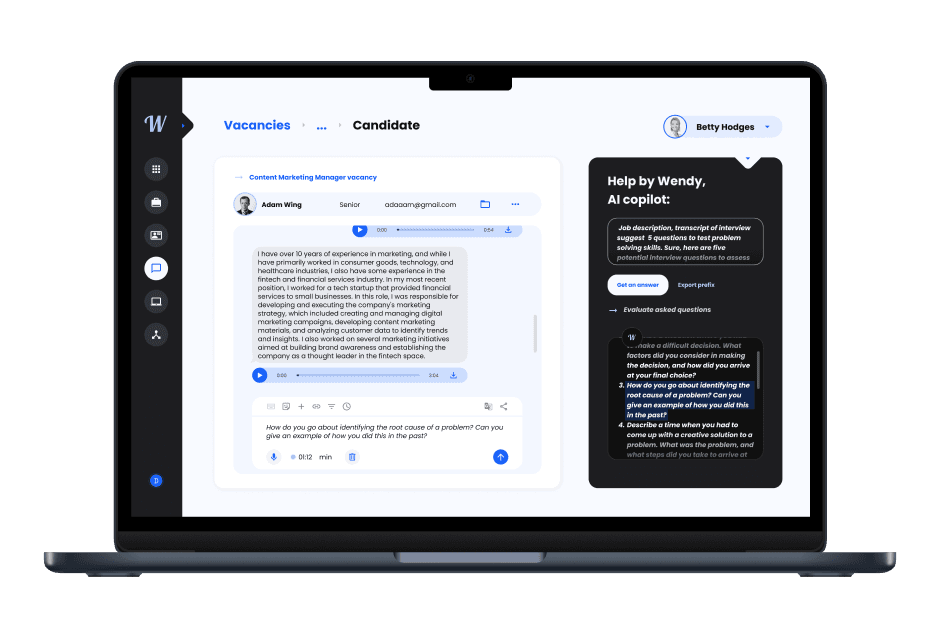 W
Vacancies
...
Candidate
Betty Hodges
Content Marketing Manager vacancy
Adam Wing
Senior
adaaam@gmail.com
0:00
0:54
I have over 10 years of experience in marketing, and while I
have primarily worked in consumer goods, technology, and
healthcare industries, I also have some experience in the
fintech and financial services industry. In my most recent
position, I worked for a tech startup that provided financial
services to small businesses. In this role, I was responsible for
developing and executing the company's marketing
strategy, which included creating and managing digital
marketing campaigns, developing content marketing
materials, and analyzing customer data to identify trends
and insights. I also worked on several marketing initiatives
aimed at building brand awareness and establishing the
company as a thought leader in the fintech space.
0:00
3:04
How do you go about identifying the root cause of a problem? Can you
give an example of how you did this in the past?
01:12 min
D
Help by Wendy,
AI copilot:
Job description, transcript of interview
suggest 5 questions to test problem
solving skills. Sure, here are five
potential interview questions to assess
Get an answer
Export prefix
Evaluate asked questions
W
to make a difficult decision. What
factors did you consider in making
the decision, and how did you arrive
at your final choice?
3. How do you go about identifying the
root cause of a problem? Can you
give an example of how you did this
in the past?
4. Describe a time when you had to
come up with a creative solution to a
problem. What was the problem, and
what steps did you take to arrive at